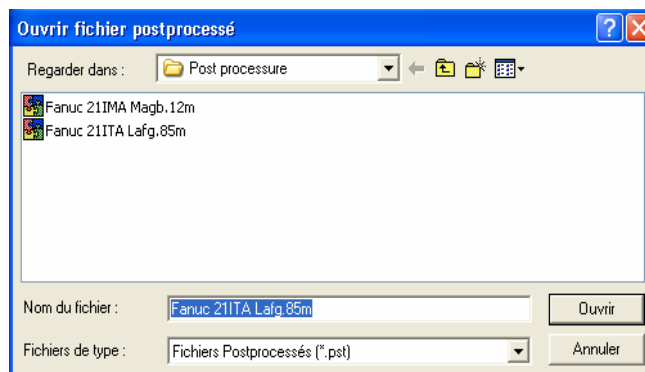 Ouvrir fichier postprocessé
Regarder dans :
Post processure
Fanuc 21IMA Magb.12m
Fanuc 21ITA Lafg.85m
Nom du fichier :
Fanuc 21ITA Lafg.85m
Ouvrir
Fichiers de type :
Fichiers Postprocessés (*.pst)
Annuler